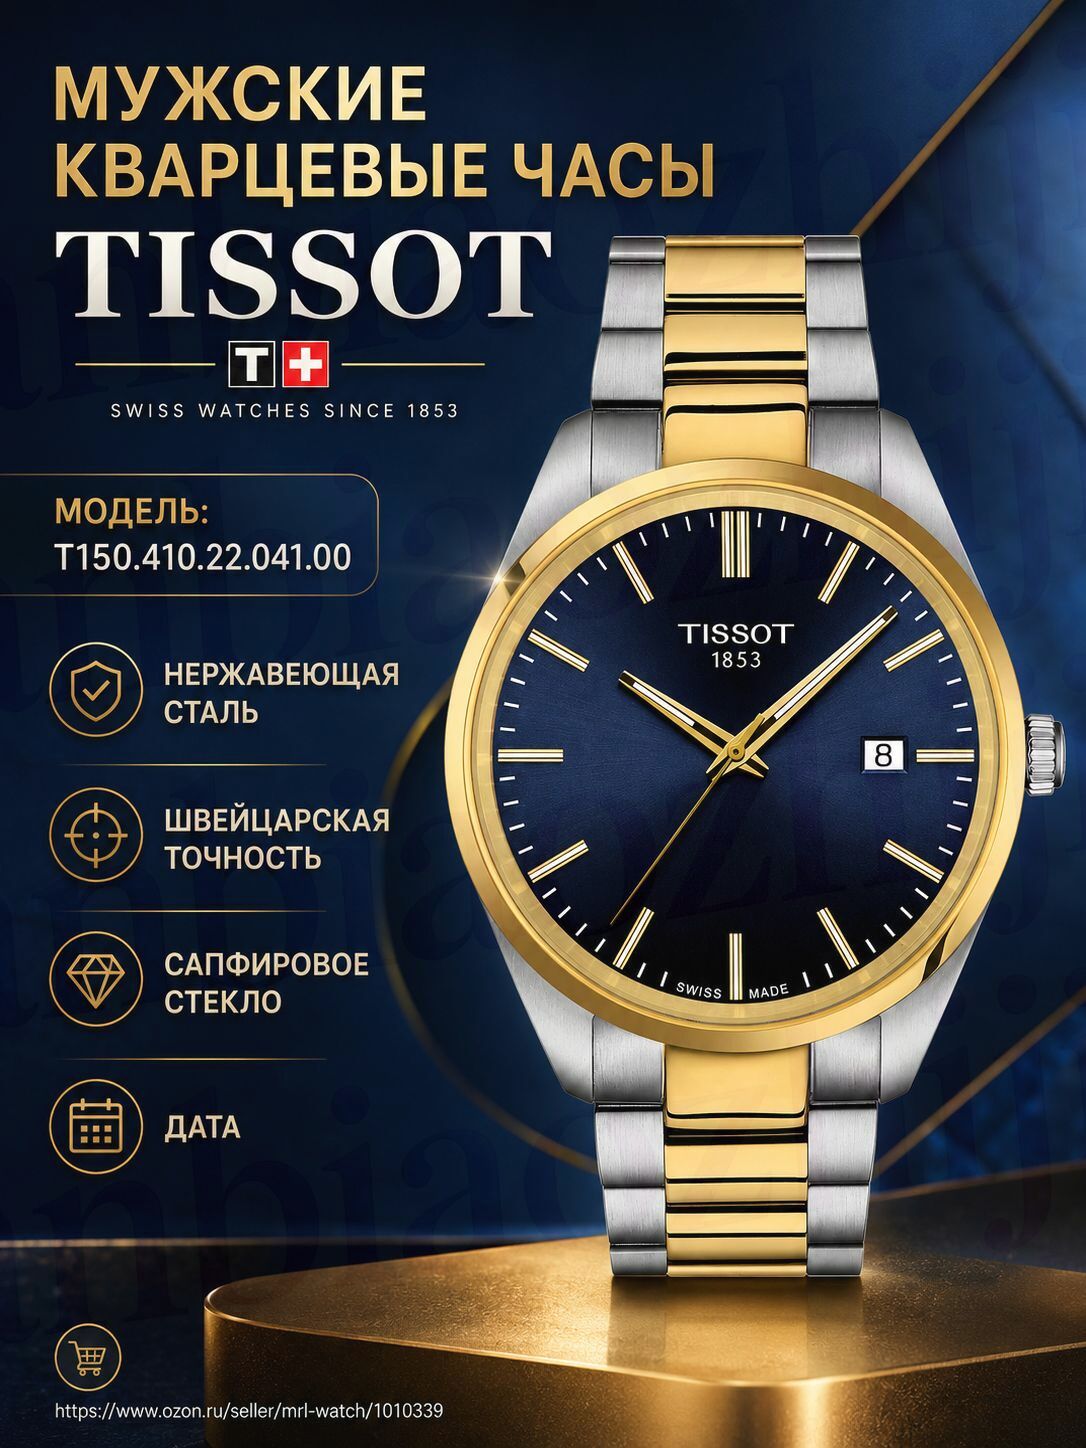 МУЖСКИЕ
КВАРЦЕВЫЕ ЧАСЫ
TISSOT
T+
SWISS WATCHES SINCE 1853
МОДЕЛЬ:
T150.410.22.041.00
НЕРЖАВЕЮЩАЯ
СТАЛЬ
ШВЕЙЦАРСКАЯ
ТОЧНОСТЬ
САПФИРОВОЕ
СТЕКЛО
ДАТА
TISSOT
1853
8
SWISS MADE
https://www.ozon.ru/seller/mrl-watch/1010339